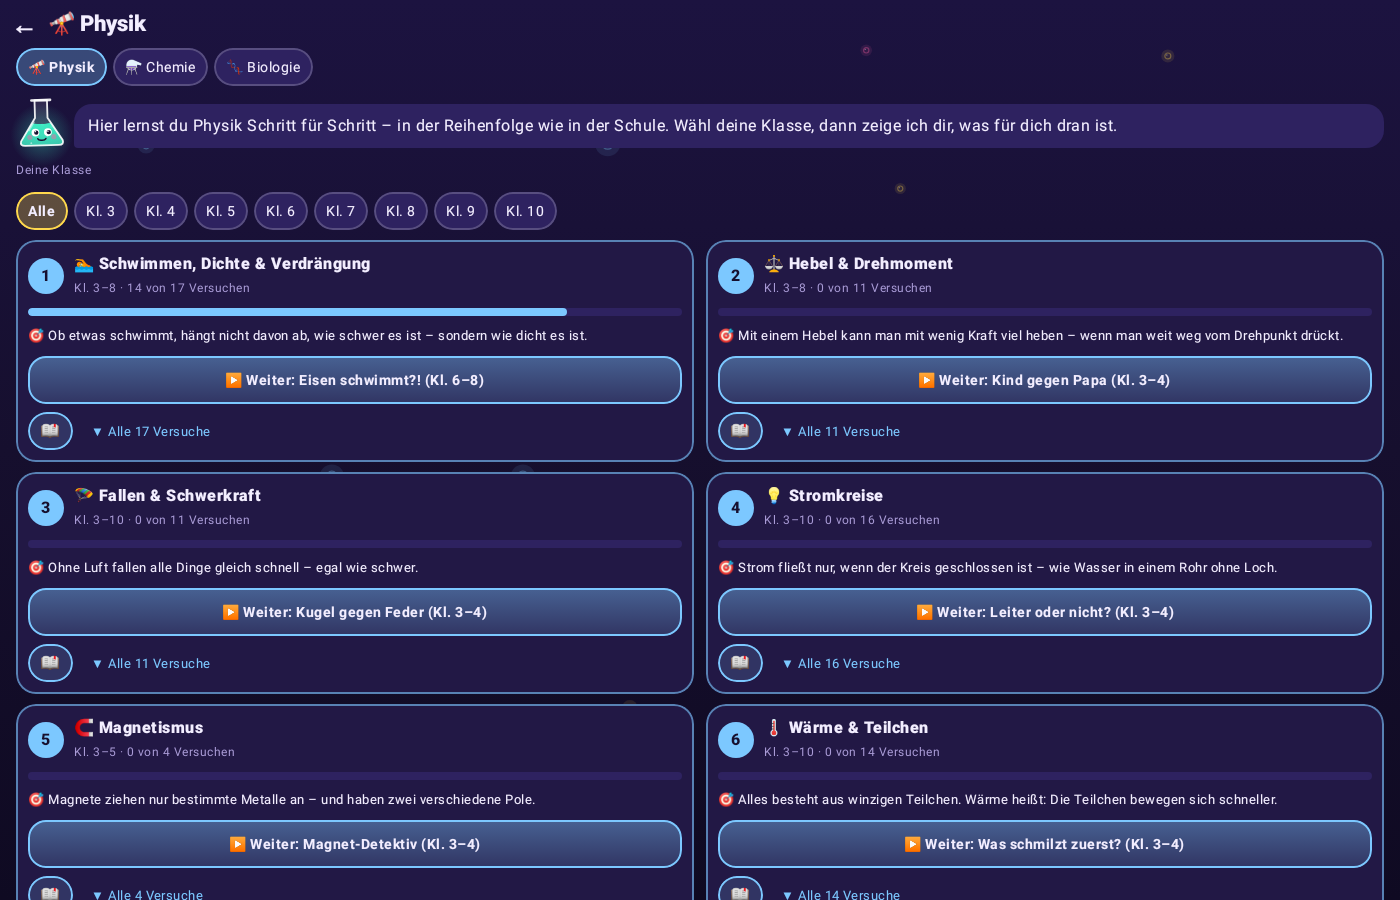 ← Physik
Physik Chemie Biologie
Hier lernst du Physik Schritt für Schritt – in der Reihenfolge wie in der Schule. Wähl deine Klasse, dann zeige ich dir, was für dich dran ist.
Deine Klasse
Alle Kl. 3 Kl. 4 Kl. 5 Kl. 6 Kl. 7 Kl. 8 Kl. 9 Kl. 10
1 Schwimmen, Dichte & Verdrängung
Kl. 3–8 · 14 von 17 Versuchen
Ob etwas schwimmt, hängt nicht davon ab, wie schwer es ist – sondern wie dicht es ist.
Weiter: Eisen schwimmt?! (Kl. 6–8)
▼ Alle 17 Versuche
2 Hebel & Drehmoment
Kl. 3–8 · 0 von 11 Versuchen
Mit einem Hebel kann man mit wenig Kraft viel heben – wenn man weit weg vom Drehpunkt drückt.
Weiter: Kind gegen Papa (Kl. 3–4)
▼ Alle 11 Versuche
3 Fallen & Schwerkraft
Kl. 3–10 · 0 von 11 Versuchen
Ohne Luft fallen alle Dinge gleich schnell – egal wie schwer.
Weiter: Kugel gegen Feder (Kl. 3–4)
▼ Alle 11 Versuche
4 Stromkreise
Kl. 3–10 · 0 von 16 Versuchen
Strom fließt nur, wenn der Kreis geschlossen ist – wie Wasser in einem Rohr ohne Loch.
Weiter: Leiter oder nicht? (Kl. 3–4)
▼ Alle 16 Versuche
5 Magnetismus
Kl. 3–5 · 0 von 4 Versuchen
Magnete ziehen nur bestimmte Metalle an – und haben zwei verschiedene Pole.
Weiter: Magnet-Detektiv (Kl. 3–4)
▼ Alle 4 Versuche
6 Wärme & Teilchen
Kl. 3–10 · 0 von 14 Versuchen
Alles besteht aus winzigen Teilchen. Wärme heißt: Die Teilchen bewegen sich schneller.
Weiter: Was schmilzt zuerst? (Kl. 3–4)
▼ Alle 14 Versuche